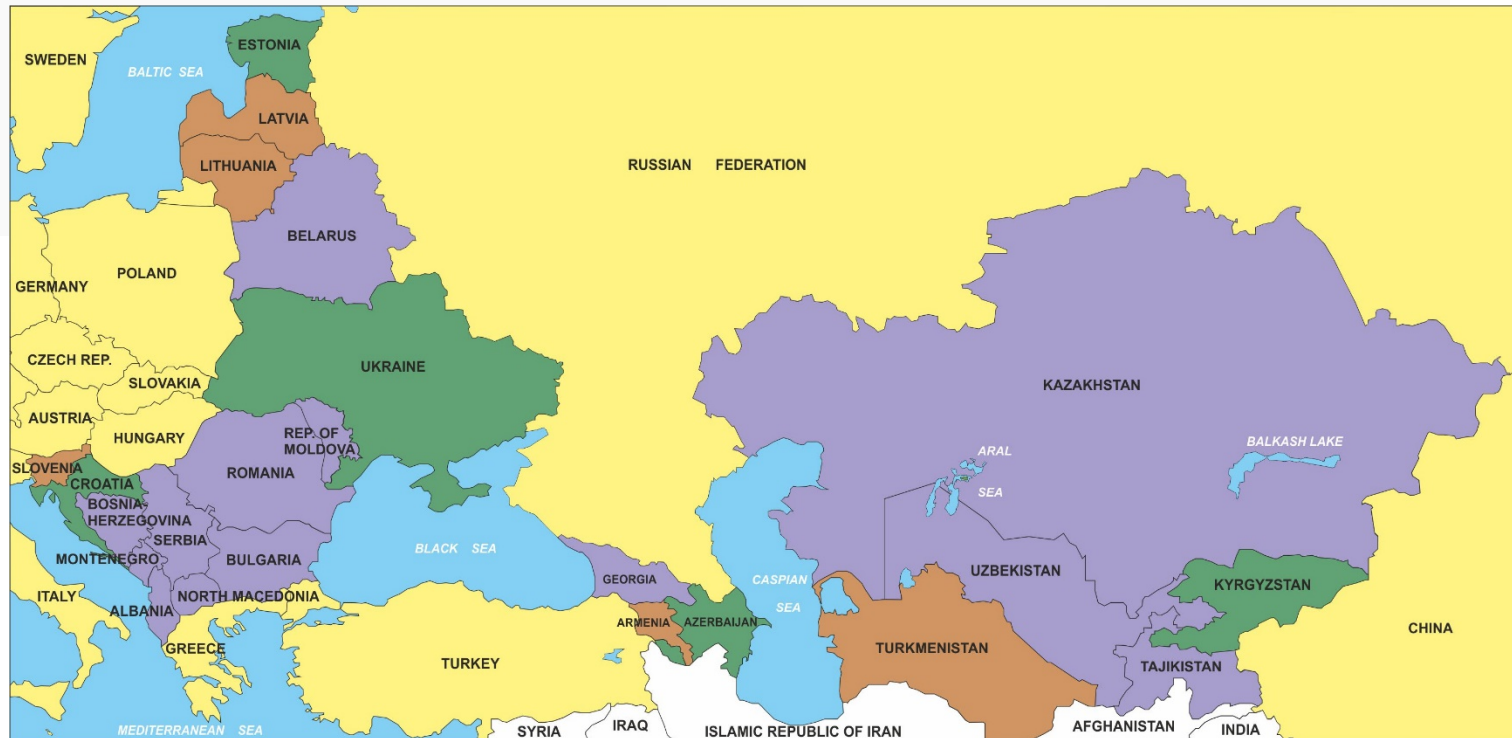 ESTONIA
SWEDEN
BALTIC SEA
LATVIA
LITHUANIA
RUSSIAN FEDERATION
BELARUS
POLAND
GERMANY
CZECH REP.
UKRAINE
SLOVAKIA
KAZAKHSTAN
AUSTRIA
HUNGARY
REP. OF
MOLDOVA
BALKASH LAKE
ARAL
SEA
SLOVENIA
ROMANIA
CROATIA
BOSNIA-
HERZEGOVINA
SERBIA
BLACK SEA
MONTENEGRO
BULGARIA
UZBEKISTAN
GEORGIA
CASPIAN
SEA
KYRGYZSTAN
ITALY
ALBANIA
NORTH MACEDONIA
ARMENIA
AZERBAIJAN
CHINA
GREECE
TURKEY
TURKMENISTAN
TAJIKISTAN
MEDITERRANEAN SEA
SYRIA
IRAQ
ISLAMIC REPUBLIC OF IRAN
AFGHANISTAN
INDIA